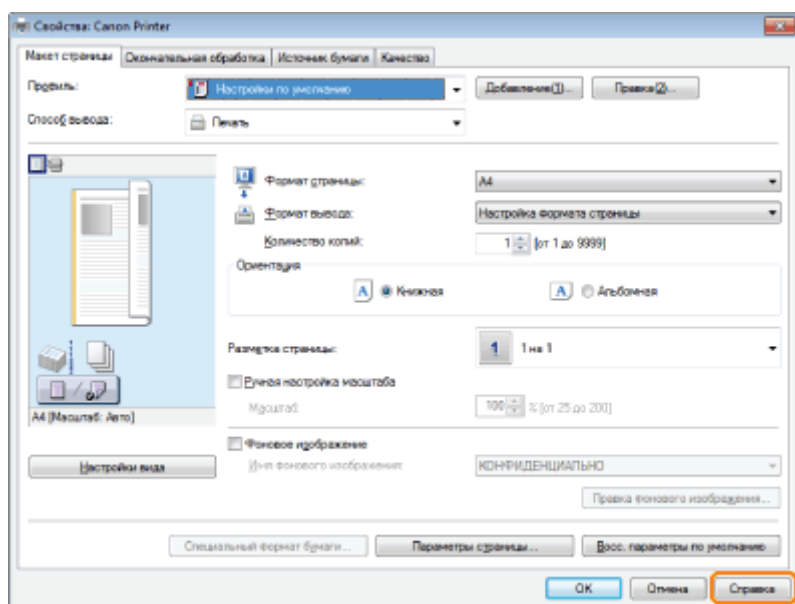 Свойства: Canon Printer
Макет страницы Окончательная обработка Источник бумаги Качество
Профиль: Настройки по умолчанию Добавление(1)... Правка(2)...
Способ вывода: Печать
Формат страницы: A4
Формат вывода: Настройка формата страницы
Количество копий: 1 [от 1 до 9999]
Ориентация
A Книжная A Альбомная
Разметка страницы: 1 1 на 1
Ручная настройка масштаба
Масштаб 100 % [от 25 до 200]
A4 [Масштаб: Авто]
Фоновое изображение
Настройки вида Имя фонового изображения: КОНФИДЕНЦИАЛЬНО
Правка фонового изображения...
Специальный формат бумаги... Параметры страницы... Восс. параметры по умолчанию
OK Отмена Справка